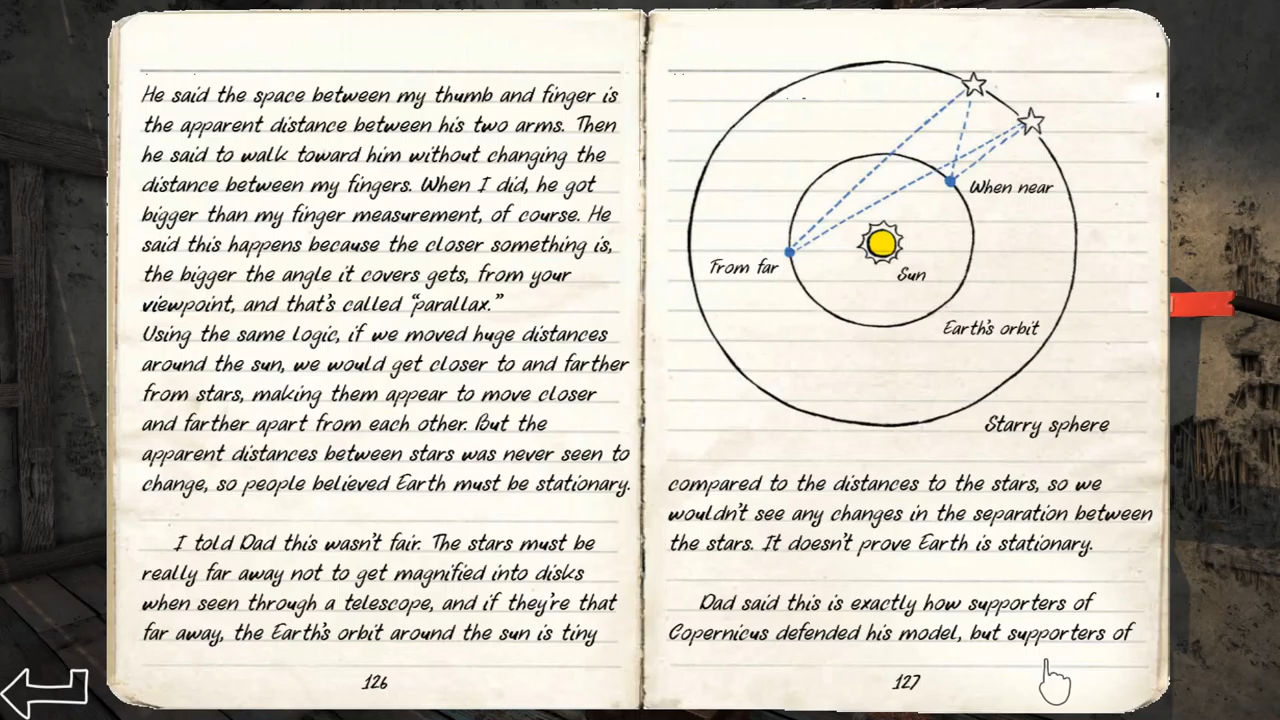 He said the space between my thumb and finger is
the apparent distance between his two arms. Then
he said to walk toward him without changing the
distance between my fingers. When I did, he got
bigger than my finger measurement, of course. He
said this happens because the closer something is,
the bigger the angle it covers gets, from your
viewpoint, and that's called “parallax.”
Using the same logic, if we moved huge distances
around the sun, we would get closer to and farther
from stars, making them appear to move closer
and farther apart from each other. But the
apparent distances between stars was never seen to
change, so people believed Earth must be stationary.
I told Dad this wasn't fair. The stars must be
really far away not to get magnified into disks
when seen through a telescope, and if they're that
far away, the Earth's orbit around the sun is tiny
126
When near
From far
Sun
Earth's orbit
Starry sphere
compared to the distances to the stars, so we
wouldn't see any changes in the separation between
the stars. It doesn't prove Earth is stationary.
Dad said this is exactly how supporters of
Copernicus defended his model, but supporters of
127